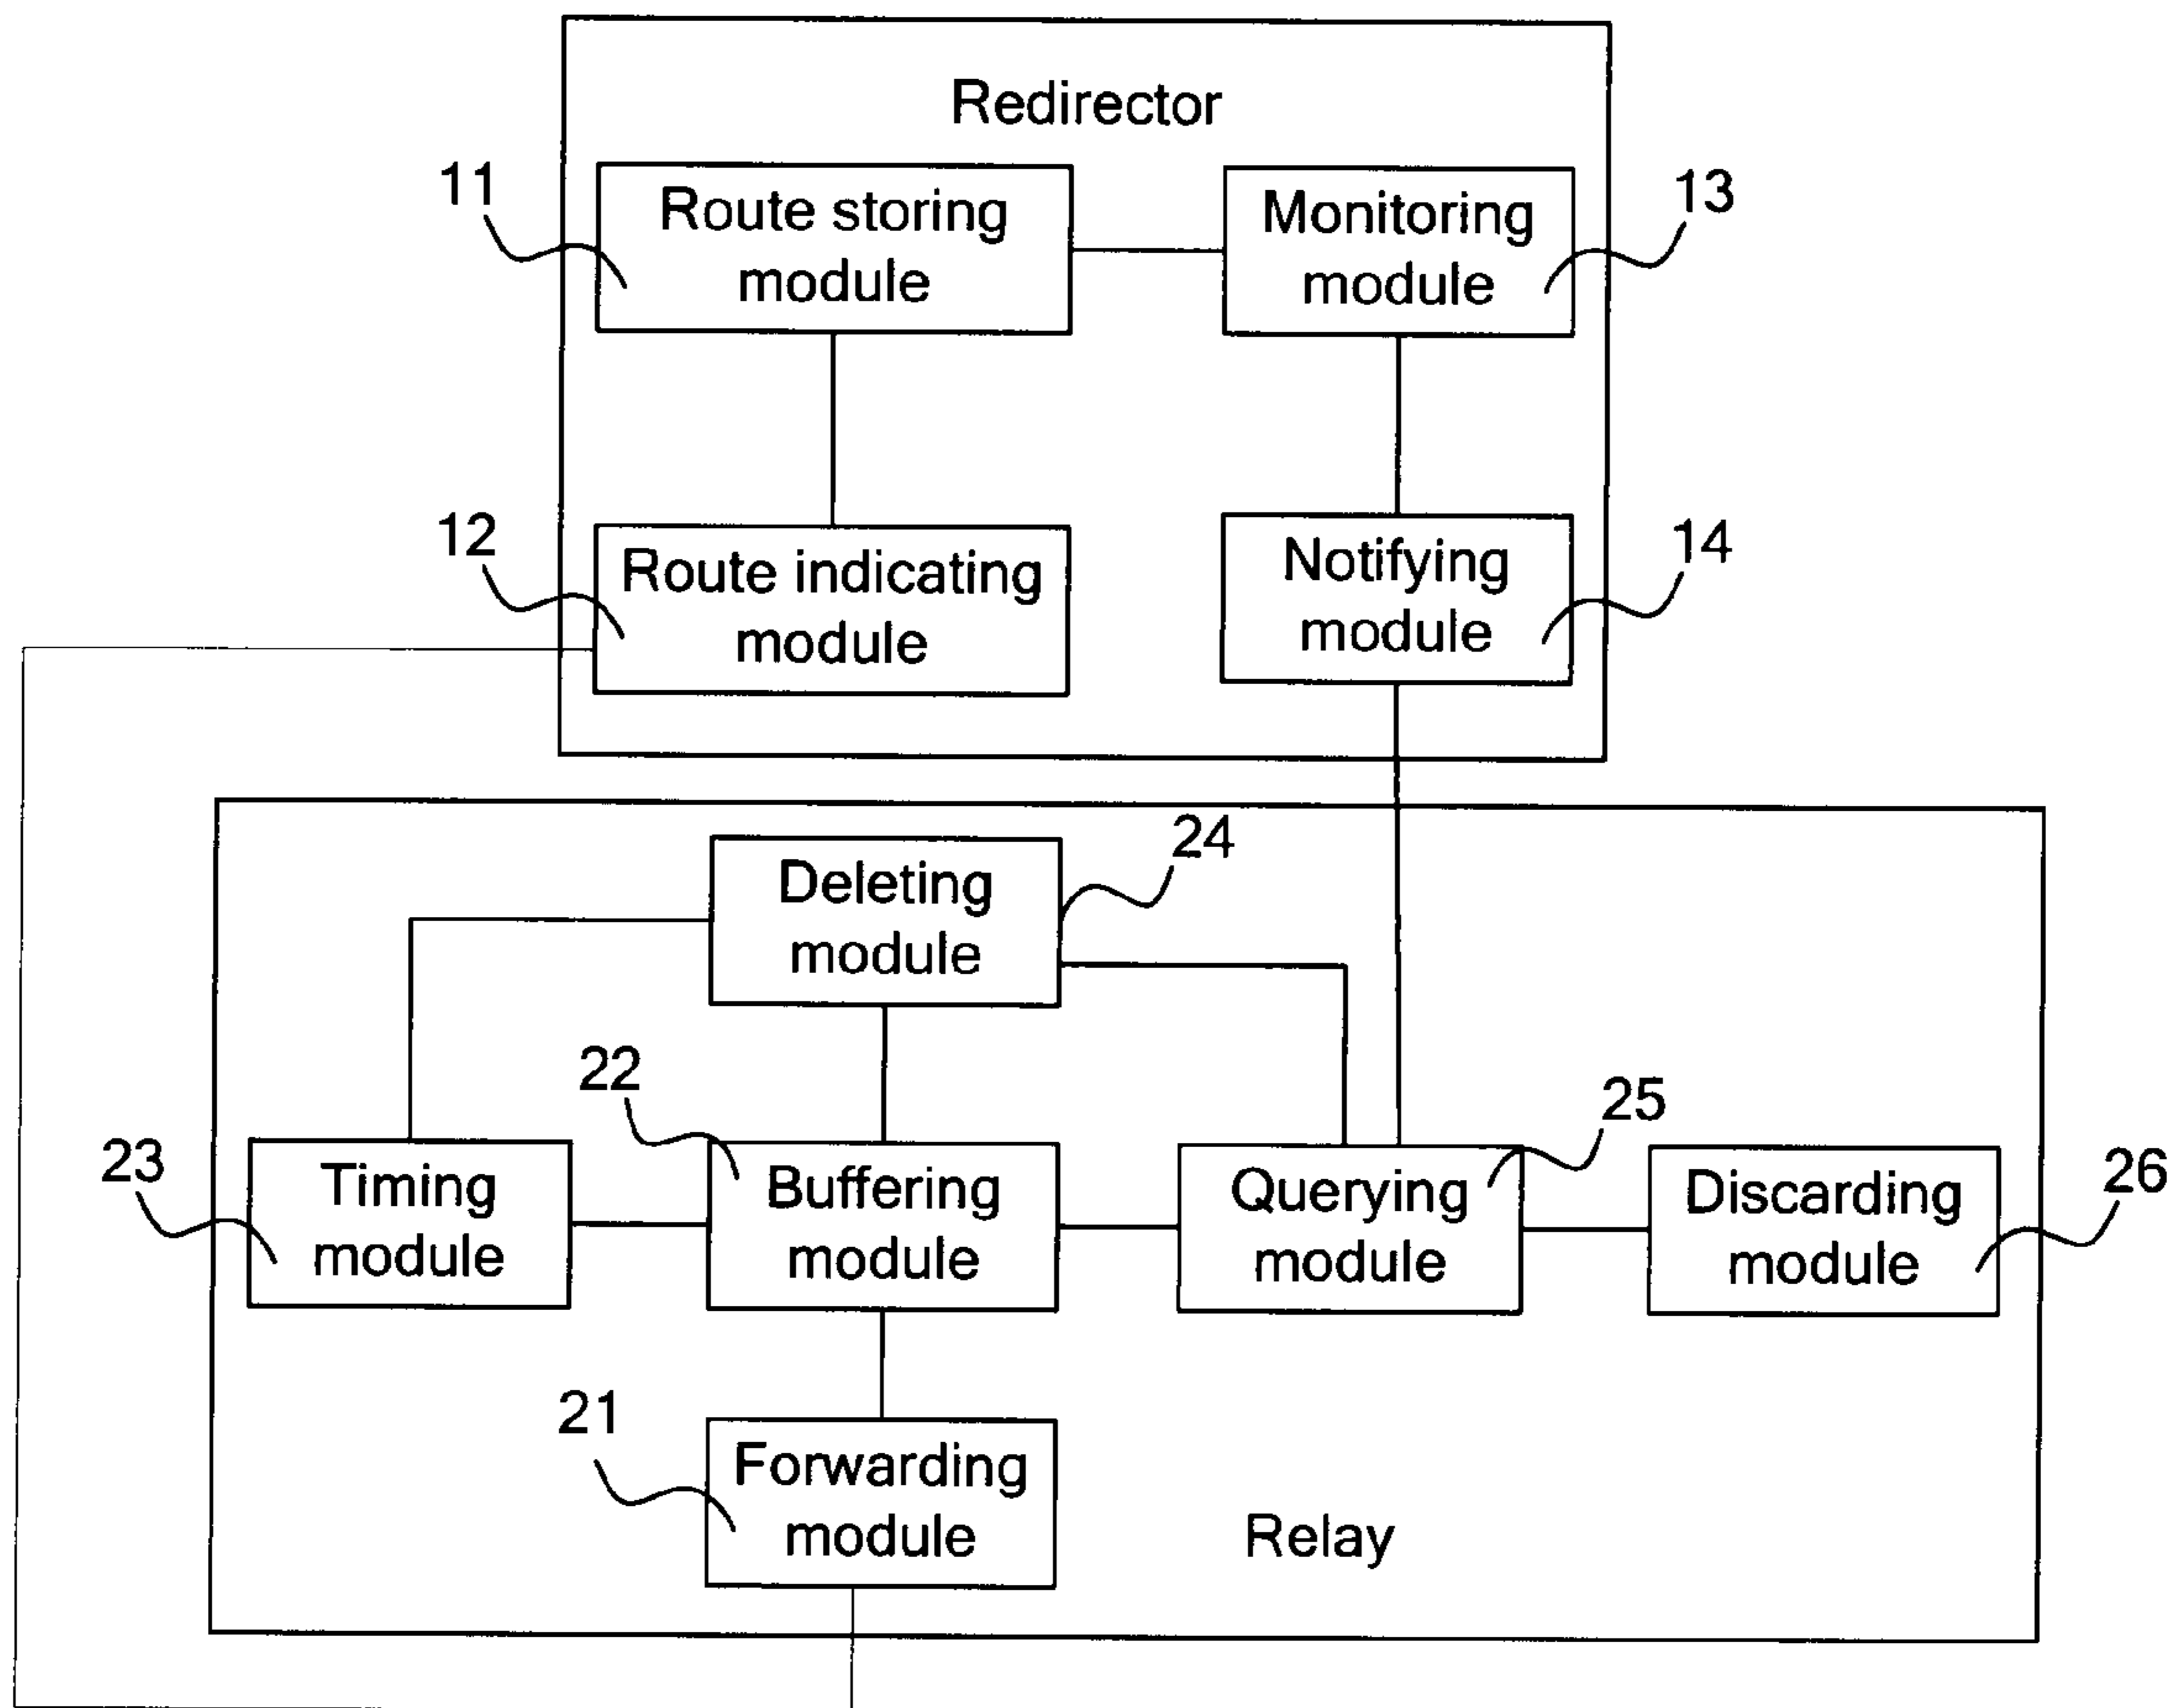 Redirector
11
Route storing
module
Monitoring
module
13
12
Route indicating
module
Notifying
module
14
Deleting
module
24
22
23
Timing
module
Buffering
module
Querying
module
25
Discarding
module
26
21
Forwarding
module
Relay